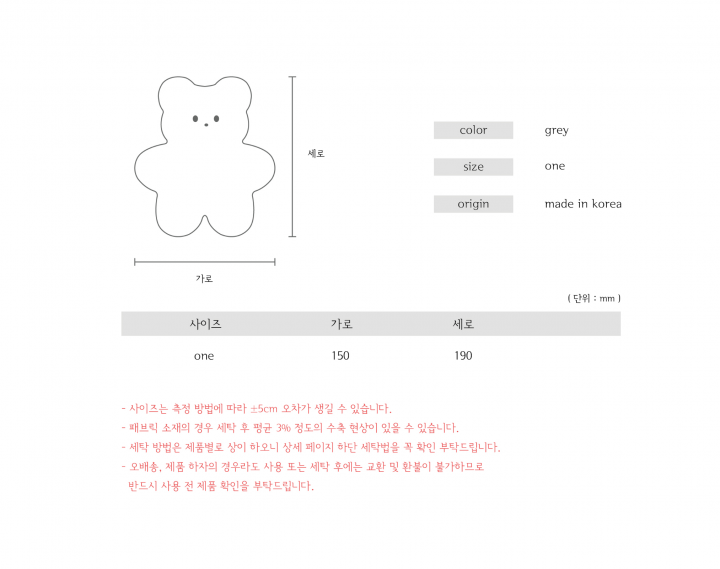 세로
가로
color grey
size one
origin made in korea
( 단위 : mm )
사이즈 가로 세로
one 150 190
- 사이즈는 측정 방법에 따라 ±5cm 오차가 생길 수 있습니다.
- 패브릭 소재의 경우 세탁 후 평균 3% 정도의 수축 현상이 있을 수 있습니다.
- 세탁 방법은 제품별로 상이 하오니 상세 페이지 하단 세탁법을 꼭 확인 부탁드립니다.
- 오배송, 제품 하자의 경우라도 사용 또는 세탁 후에는 교환 및 환불이 불가하므로
반드시 사용 전 제품 확인을 부탁드립니다.